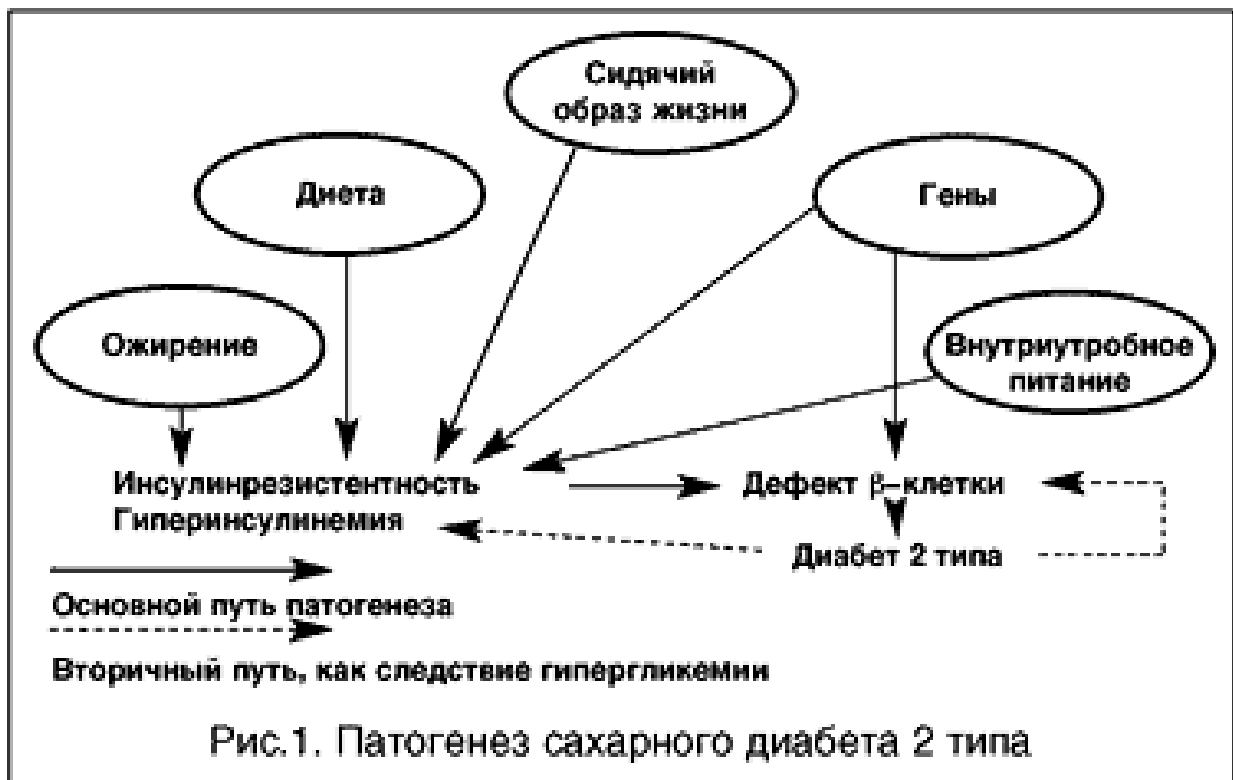 Сидячий
образ жизни
Диета
Гены
Ожирение
Внутриутробное
питание
Инсулинрезистентность
Гиперинсулинемия
Дефект β–клетки
Диабет 2 типа
Основной путь патогенеза
Вторичный путь, как следствие гипергликемии
Рис.1. Патогенез сахарного диабета 2 типа